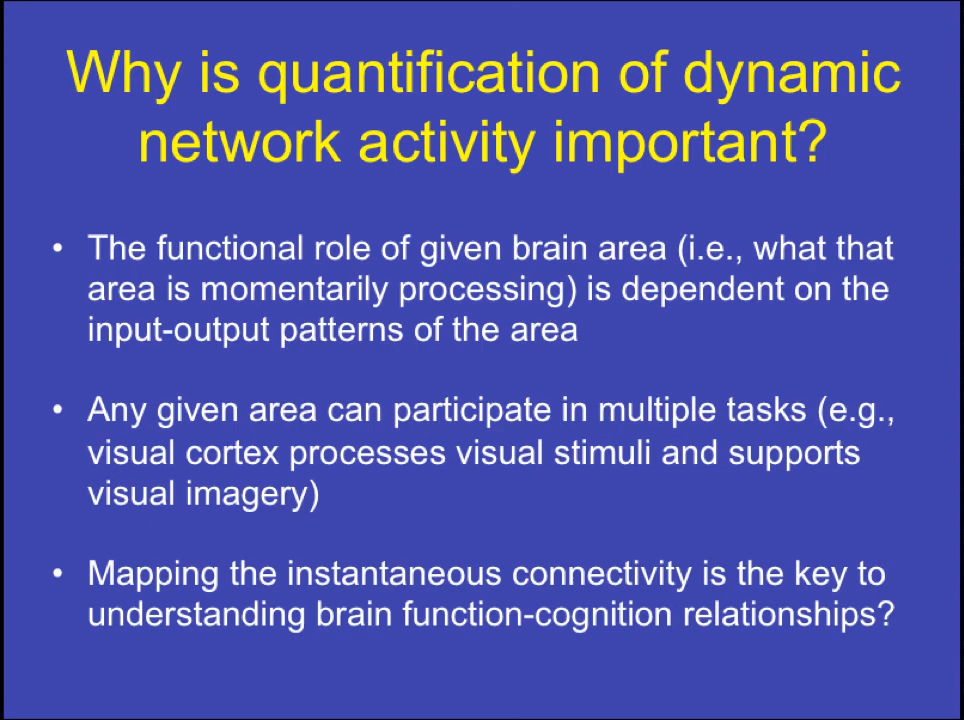 Why is quantification of dynamic
network activity important?
• The functional role of given brain area (i.e., what that
area is momentarily processing) is dependent on the
input-output patterns of the area
• Any given area can participate in multiple tasks (e.g.,
visual cortex processes visual stimuli and supports
visual imagery)
• Mapping the instantaneous connectivity is the key to
understanding brain function-cognition relationships?